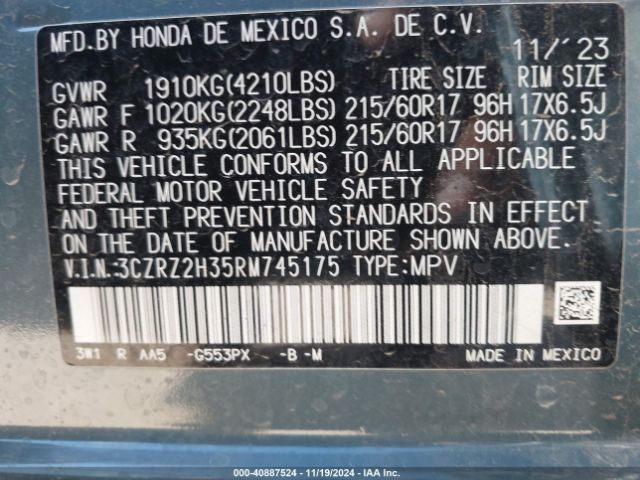 MFD.BY HONDA DE MEXICO S.A. DE C.V.
11/'23
GVWR 1910KG(4210LBS) TIRE SIZE RIM SIZE
GAWR F 1020KG(2248LBS) 215/60R17 96H 17X6.5J
GAWR R 935KG(2061LBS) 215/60R17 96H 17X6.5J
THIS VEHICLE CONFORMS TO ALL APPLICABLE
FEDERAL MOTOR VEHICLE SAFETY
AND THEFT PREVENTION STANDARDS IN EFFECT
ON THE DATE OF MANUFACTURE SHOWN ABOVE.
V.I.N.:3CZRZ2H35RM745175 TYPE:MPV
3W1 R AA5 -G553PX -B -M MADE IN MEXICO
000-40887524 | 11/19/2024 | IAA Inc.